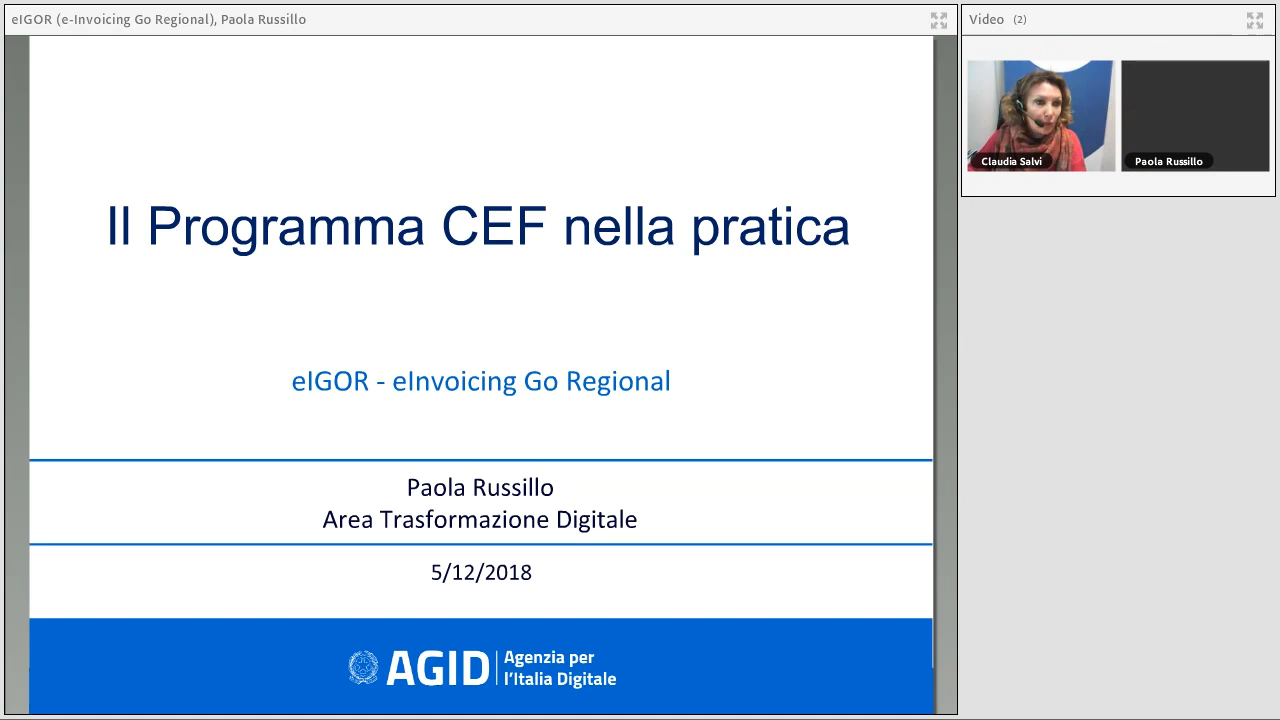 eIGOR (e-Invoicing Go Regional), Paola Russillo
Il Programma CEF nella pratica
eIGOR - eInvoicing Go Regional
Paola Russillo
Area Trasformazione Digitale
5/12/2018
AGID
Agenzia per
l'Italia Digitale
Video (2)
Claudia Salvi
Paola Russillo